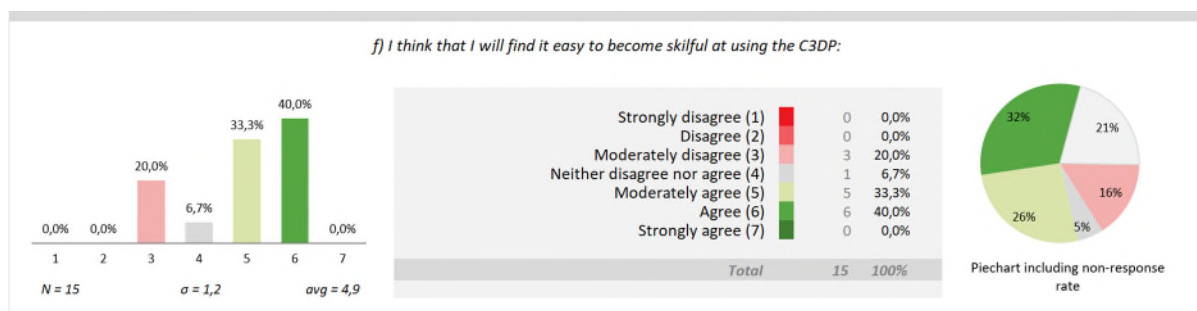 f) I think that I will find it easy to become skilful at using the C3DP:
40,0%
33,3%
20,0%
6,7%
0,0% 0,0% 0,0%
1 2 3 4 5 6 7
N = 15 σ = 1,2 avg = 4,9
Strongly disagree (1) 0 0,0%
Disagree (2) 0 0,0%
Moderately disagree (3) 3 20,0%
Neither disagree nor agree (4) 1 6,7%
Moderately agree (5) 5 33,3%
Agree (6) 6 40,0%
Strongly agree (7) 0 0,0%
Total 15 100%
32%
21%
16%
26%
5%
Piechart including non-response
rate